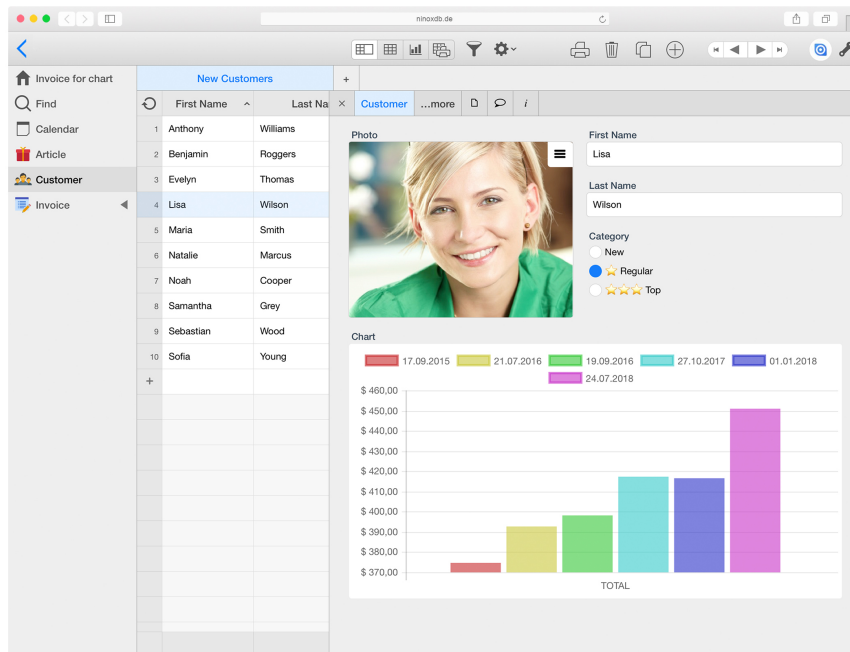 ninoxdb.de
Invoice for chart
Find
Calendar
Article
Customer
Invoice
New Customers
+
First Name
Last Na
1 Anthony Williams
2 Benjamin Roggers
3 Evelyn Thomas
4 Lisa Wilson
5 Maria Smith
6 Natalie Marcus
7 Noah Cooper
8 Samantha Grey
9 Sebastian Wood
10 Sofia Young
+
× Customer ...more i
Photo
First Name
Lisa
Last Name
Wilson
Category
New
Regular
Top
Chart
17.09.2015 21.07.2016 19.09.2016 27.10.2017 01.01.2018
24.07.2018
$ 460,00
$ 450,00
$ 440,00
$ 430,00
$ 420,00
$ 410,00
$ 400,00
$ 390,00
$ 380,00
$ 370,00
TOTAL